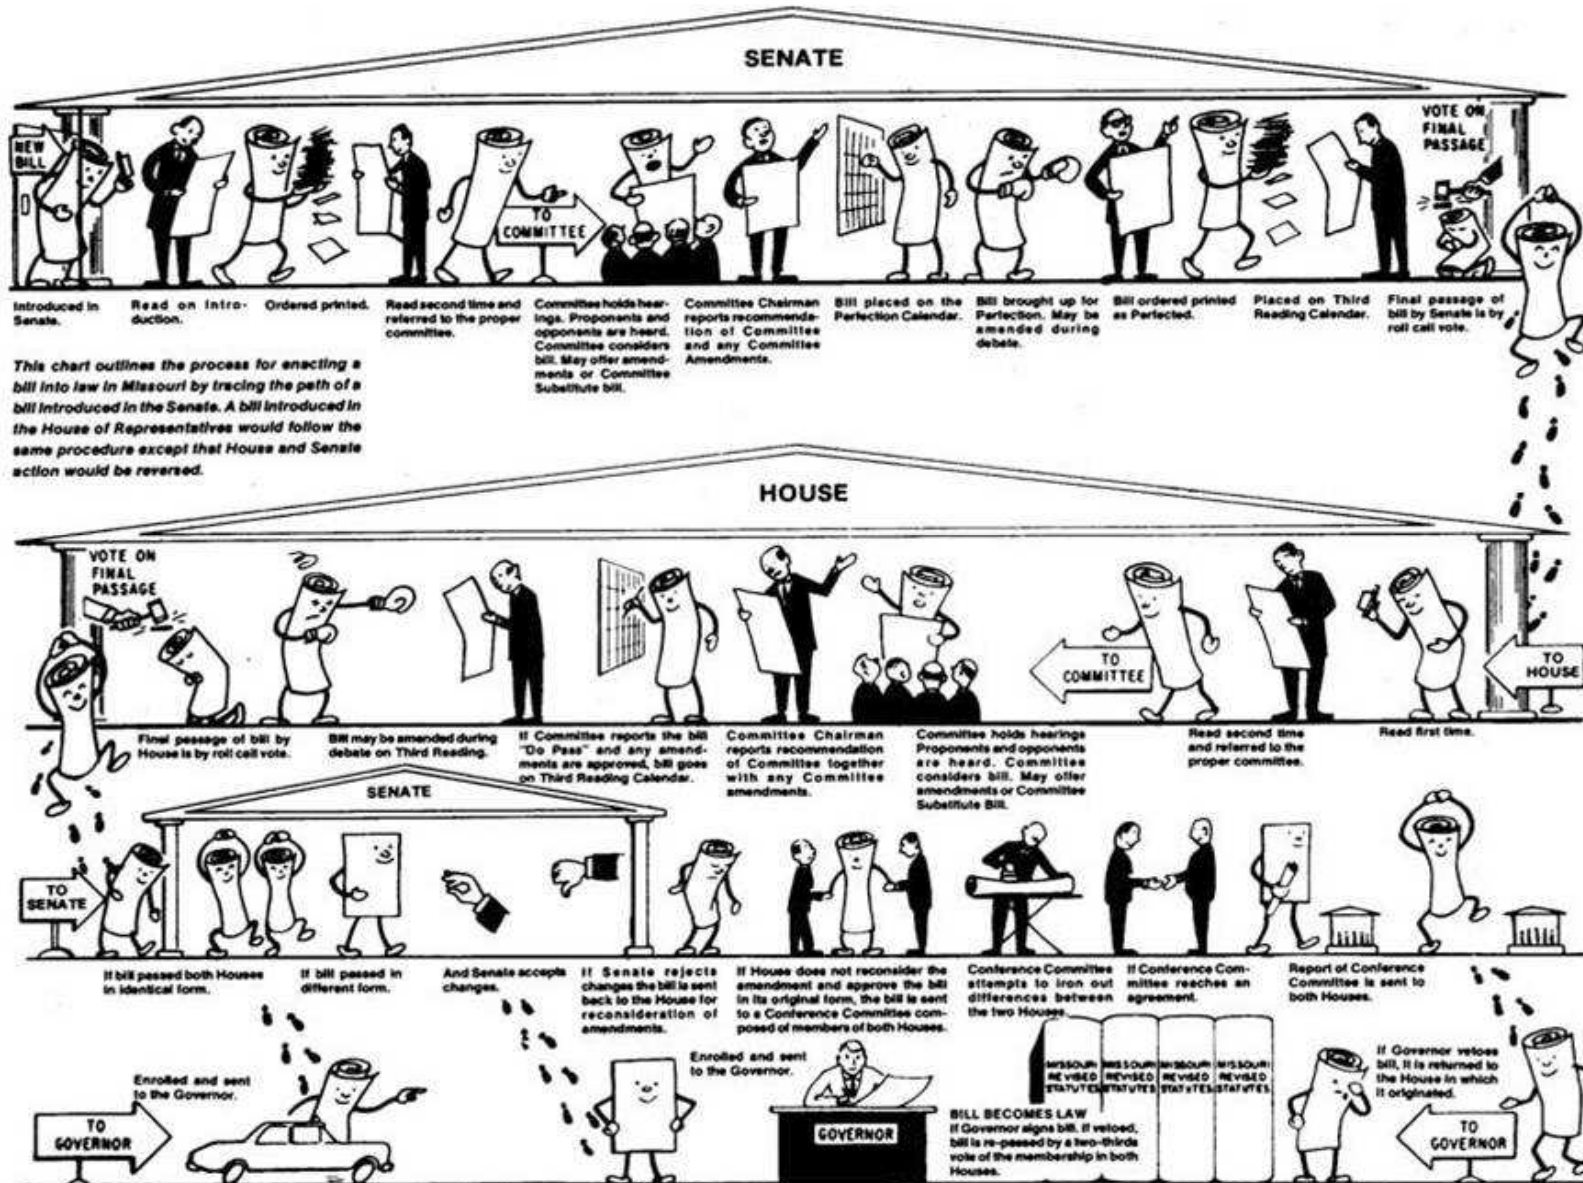 SENATE
NEW
BILL
TO
COMMITTEE
VOTE ON
FINAL
PASSAGE
Introduced in
Senate.
Read on Intro-
duction.
Ordered printed.
Read second time and
referred to the proper
committee.
Committee holds hear-
ings. Proponents and
opponents are heard.
Committee considers
bill. May offer amend-
ments or Committee
Substitute bill.
Committee Chairman
reports recommenda-
tion of Committee
and any Committee
Amendments.
Bill placed on the
Perfection Calendar.
Bill brought up for
Perfection. May be
amended during
debate.
Bill ordered printed
as Perfected.
Placed on Third
Reading Calendar.
Final passage of
bill by Senate is by
roll call vote.
This chart outlines the process for enacting a
bill into law in Missouri by tracing the path of a
bill introduced in the Senate. A bill introduced in
the House of Representatives would follow the
same procedure except that House and Senate
action would be reversed.
HOUSE
VOTE ON
FINAL
PASSAGE
TO
COMMITTEE
TO
HOUSE
Final passage of bill by
House is by roll call vote.
Bill may be amended during
debate on Third Reading.
If Committee reports the bill
"Do Pass" and any amend-
ments are approved, bill goes
on Third Reading Calendar.
Committee Chairman
reports recommendation
of Committee together
with any Committee
amendments.
Committee holds hearings
Proponents and opponents
are heard. Committee
considers bill. May offer
amendments or Committee
Substitute Bill.
Read second time
and referred to the
proper committee.
Read first time.
SENATE
TO
SENATE
If bill passed both Houses
in identical form.
If bill passed in
different form.
And Senate accepts
changes.
If Senate rejects
changes the bill is sent
back to the House for
reconsideration of
amendments.
If House does not reconsider the
amendment and approve the bill
in its original form, the bill is sent
to a Conference Committee com-
posed of members of both Houses.
Conference Committee
attempts to iron out
differences between
the two Houses.
If Conference Com-
mittee reaches an
agreement.
Report of Conference
Committee is sent to
both Houses.
TO
GOVERNOR
Enrolled and sent
to the Governor.
Enrolled and sent
to the Governor.
GOVERNOR
MISSOURI
REVISED
STATUTES
MISSOURI
REVISED
STATUTES
MISSOURI
REVISED
STATUTES
MISSOURI
REVISED
STATUTES
BILL BECOMES LAW
If Governor signs bill. If vetoed,
bill is re-passed by a two-thirds
vote of the membership in both
Houses.
If Governor vetoes
bill, it is returned to
the House in which
it originated.
TO
GOVERNOR